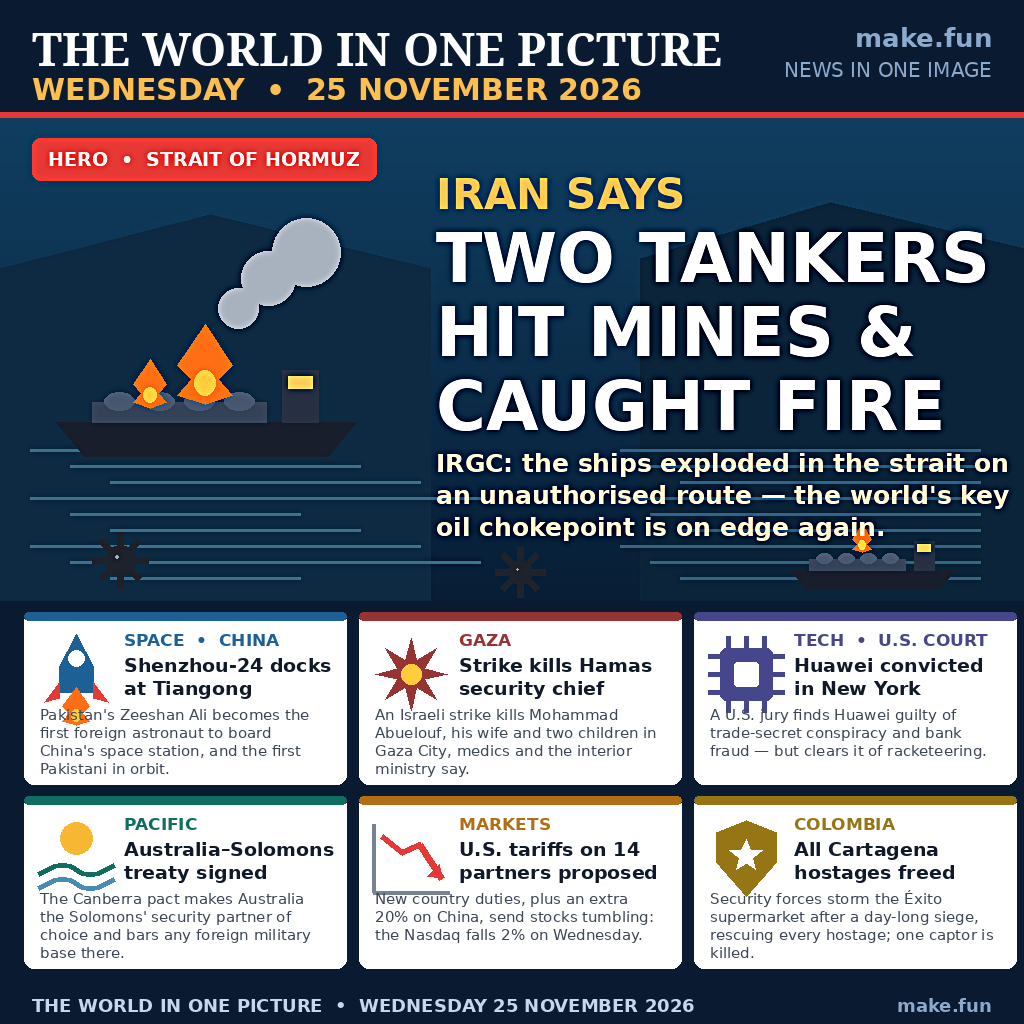 THE WORLD IN ONE PICTURE
WEDNESDAY • 25 NOVEMBER 2026
make.fun
NEWS IN ONE IMAGE
HERO • STRAIT OF HORMUZ
IRAN SAYS
TWO TANKERS
HIT MINES &
CAUGHT FIRE
IRGC: the ships exploded in the strait on
an unauthorised route — the world's key
oil chokepoint is on edge again.
SPACE • CHINA
Shenzhou-24 docks
at Tiangong
Pakistan's Zeeshan Ali becomes the
first foreign astronaut to board
China's space station, and the first
Pakistani in orbit.
GAZA
Strike kills Hamas
security chief
An Israeli strike kills Mohammad
Abuelouf, his wife and two children in
Gaza City, medics and the interior
ministry say.
TECH • U.S. COURT
Huawei convicted
in New York
A U.S. jury finds Huawei guilty of
trade-secret conspiracy and bank
fraud — but clears it of racketeering.
PACIFIC
Australia–Solomons
treaty signed
The Canberra pact makes Australia
the Solomons' security partner of
choice and bars any foreign military
base there.
MARKETS
U.S. tariffs on 14
partners proposed
New country duties, plus an extra
20% on China, send stocks tumbling:
the Nasdaq falls 2% on Wednesday.
COLOMBIA
All Cartagena
hostages freed
Security forces storm the Éxito
supermarket after a day-long siege,
rescuing every hostage; one captor is
killed.
THE WORLD IN ONE PICTURE • WEDNESDAY 25 NOVEMBER 2026
make.fun